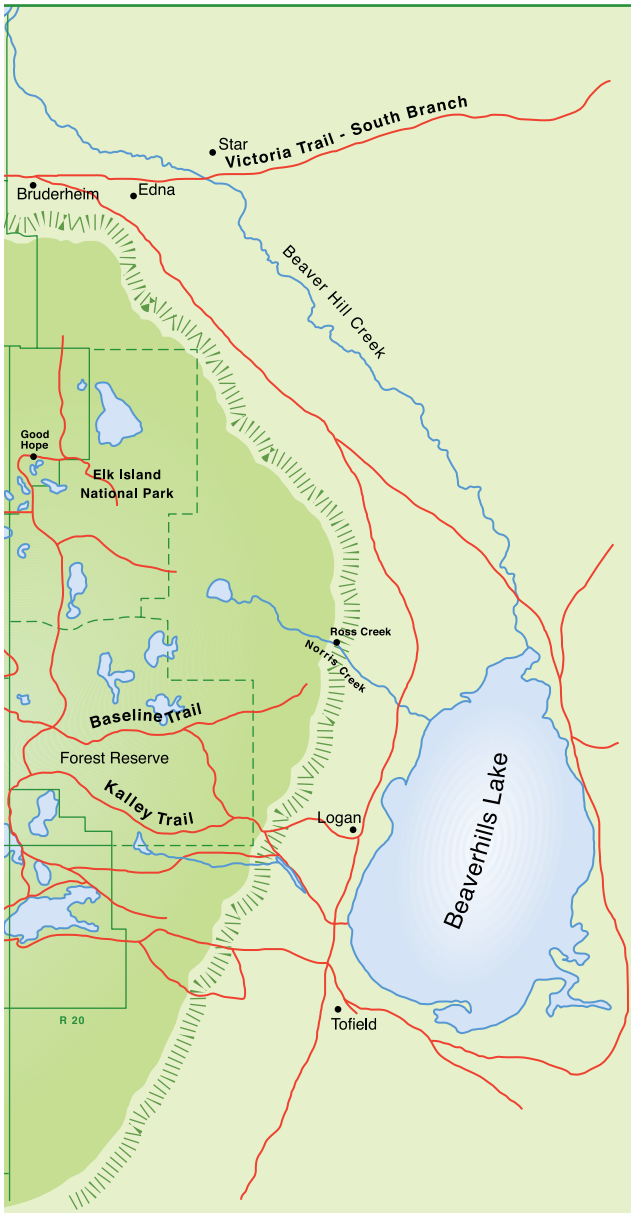 Star
Victoria Trail - South Branch
Bruderheim
Edna
Beaver Hill Creek
Good
Hope
Elk Island
National Park
Ross Creek
Norris Creek
Baseline Trail
Forest Reserve
Kalley Trail
Logan
Beaverhills Lake
Tofield
R 20